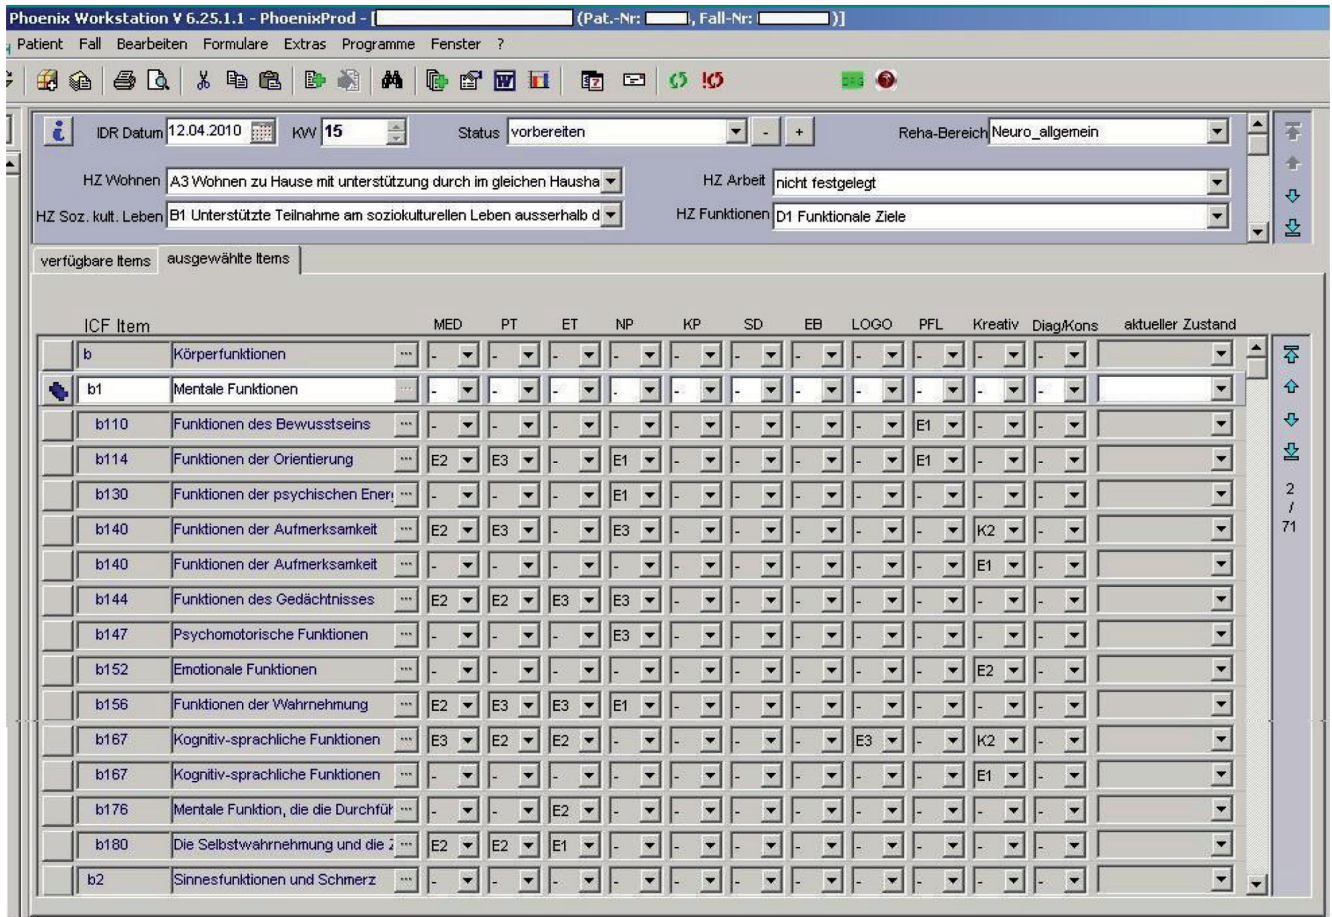 Phoenix Workstation V 6.25.1.1 - PhoenixProd - [ (Pat.-Nr: , Fall-Nr: )]
Patient Fall Bearbeiten Formulare Extras Programme Fenster ?
IDR Datum 12.04.2010 KW 15 Status vorbereiten - + Reha-Bereich Neuro_allgemein
HZ Wohnen A3 Wohnen zu Hause mit unterstützung durch im gleichen Hausha HZ Arbeit nicht festgelegt
HZ Soz. kult. Leben B1 Unterstützte Teilnahme am soziokulturellen Leben ausserhalb d HZ Funktionen D1 Funktionale Ziele
verfügbare Items ausgewählte Items
ICF Item MED PT ET NP KP SD EB LOGO PFL Kreativ Diag/Kons aktueller Zustand
b Körperfunktionen ... - - - - - - - - - - -
b1 Mentale Funktionen ... - - - - - - - - - - -
b110 Funktionen des Bewusstseins ... - - - - - - - - E1 - -
b114 Funktionen der Orientierung ... E2 E3 - E1 - - - - E1 - -
b130 Funktionen der psychischen Ener ... - - - E1 - - - - - - -
b140 Funktionen der Aufmerksamkeit ... E2 E3 - E3 - - - - - K2 -
b140 Funktionen der Aufmerksamkeit ... - - - - - - - - - E1 -
b144 Funktionen des Gedächtnisses ... E2 E2 E3 E3 - - - - - - -
b147 Psychomotorische Funktionen ... - - - E3 - - - - - - -
b152 Emotionale Funktionen ... - - - - - - - - - E2 -
b156 Funktionen der Wahrnehmung ... E2 E3 E3 E1 - - - - - - -
b167 Kognitiv-sprachliche Funktionen ... E3 E2 E2 - - - - E3 - K2 -
b167 Kognitiv-sprachliche Funktionen ... - - - - - - - - - E1 -
b176 Mentale Funktion, die die Durchfüh ... - - E2 - - - - - - - -
b180 Die Selbstwahrnehmung und die Z ... E2 E2 E1 - - - - - - - -
b2 Sinnesfunktionen und Schmerz ... - - - - - - - - - - -
2
/
71